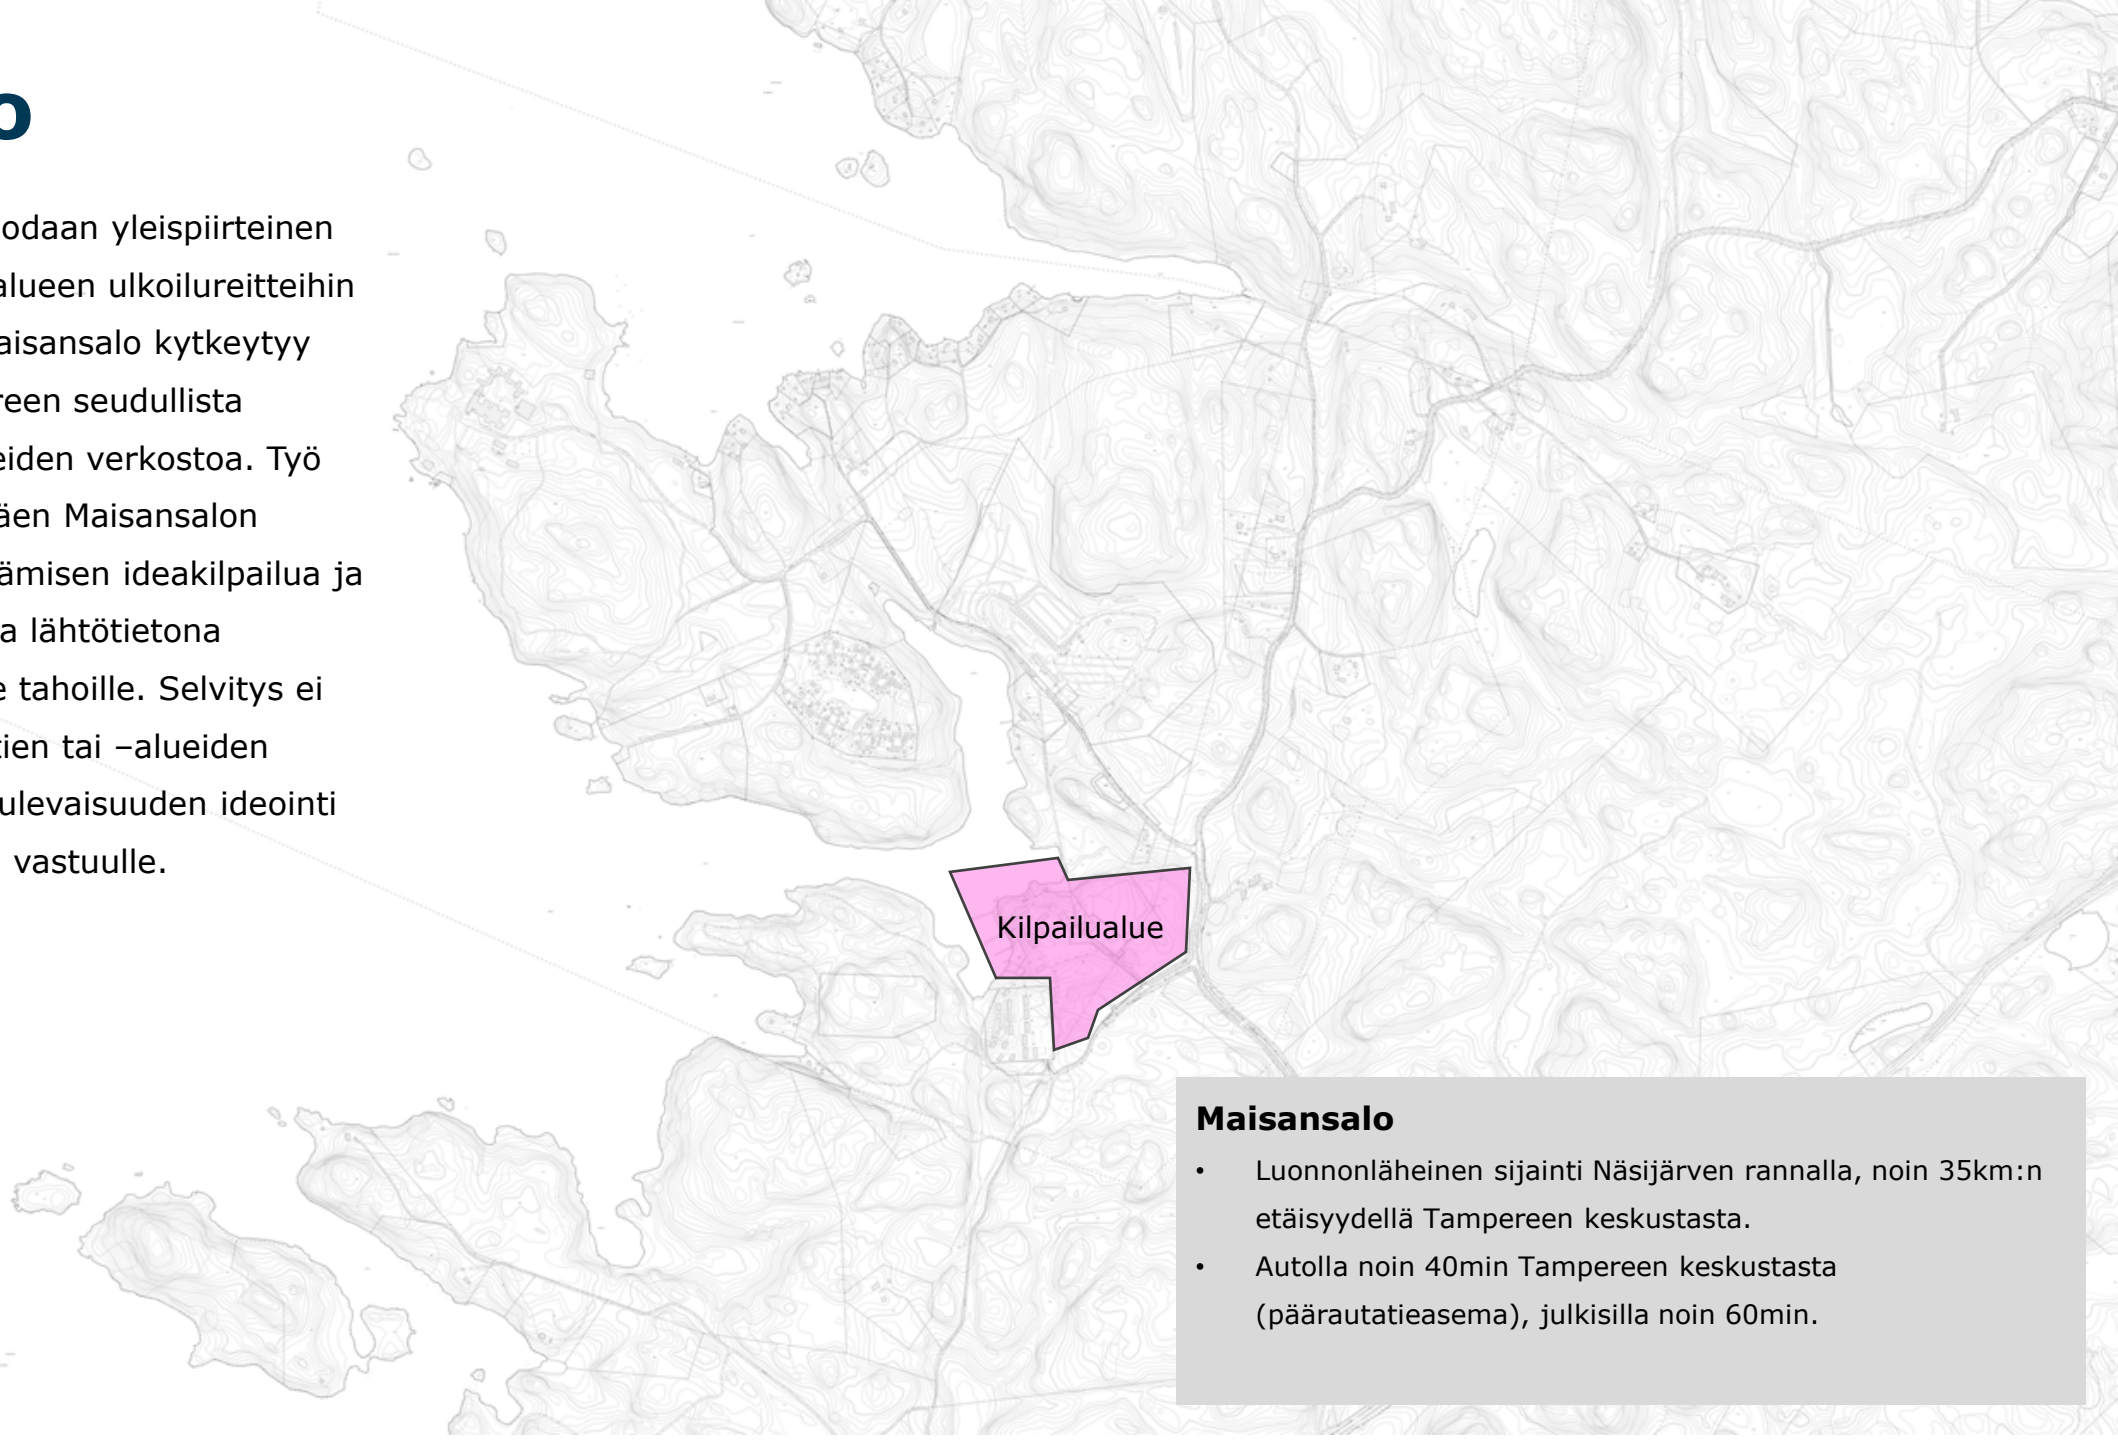 o
odaan yleispiirteinen
alueen ulkoilureitteihin
aisansalo kytkeytyy
reen seudullista
eiden verkostoa. Työ
äen Maisansalon
ämisen ideakilpailua ja
a lähtötietona
e tahoille. Selvitys ei
tien tai –alueiden
ulevaisuuden ideointi
vastuulle.
Kilpailualue
Maisansalo
• Luonnonläheinen sijainti Näsijärven rannalla, noin 35km:n
etäisyydellä Tampereen keskustasta.
• Autolla noin 40min Tampereen keskustasta
(päärautatieasema), julkisilla noin 60min.